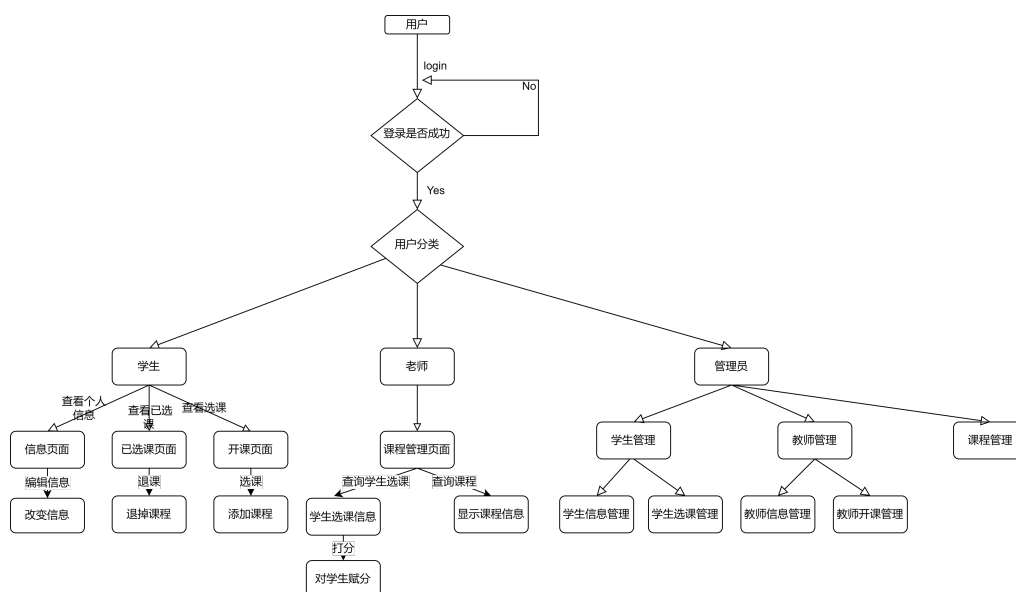 用户
login
No
登录是否成功
Yes
用户分类
学生
老师
管理员
查看个人
信息
查看已选
课
查看选课
信息页面
已选课页面
开课页面
课程管理页面
学生管理
教师管理
课程管理
编辑信息
退课
选课
查询学生选课
查询课程
改变信息
退掉课程
添加课程
学生选课信息
显示课程信息
学生信息管理
学生选课管理
教师信息管理
教师开课管理
打分
对学生赋分